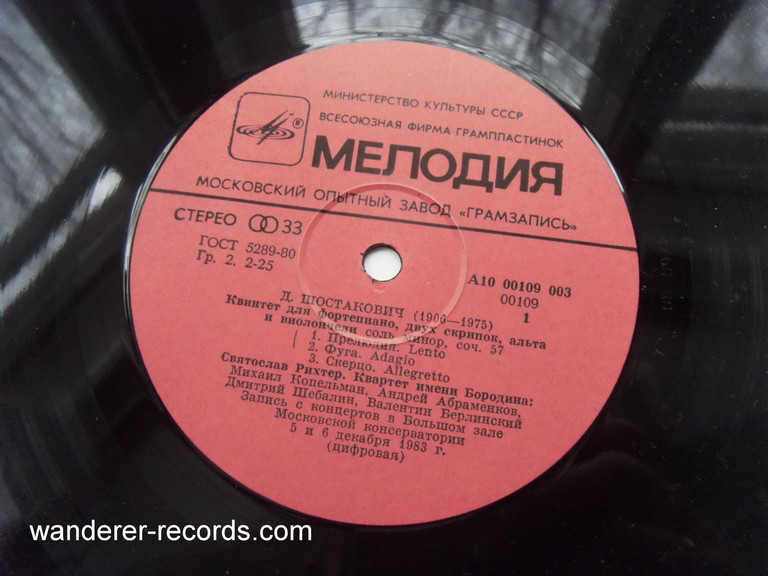 МИНИСТЕРСТВО КУЛЬТУРЫ СССР
ВСЕСОЮЗНАЯ ФИРМА ГРАМПЛАСТИНОК
®
МЕЛОДИЯ
МОСКОВСКИЙ ОПЫТНЫЙ ЗАВОД «ГРАМЗАПИСЬ»
СТЕРЕО 33
ГОСТ 5289-80
Гр. 2. 2-25
А10 00109 003
00109
1
Д. ШОСТАКОВИЧ (1906—1975)
Квинтет для фортепиано, двух скрипок, альта
и виолончели соль минор, соч. 57
1. Прелюдия. Lento
2. Фуга. Adagio
3. Скерцо. Allegretto
Святослав Рихтер. Квартет имени Бородина:
Михаил Копельман, Андрей Абраменков,
Дмитрий Шебалин, Валентин Берлинский
Запись с концертов в Большом зале
Московской консерватории
5 и 6 декабря 1983 г.
(цифровая)
wanderer-records.com